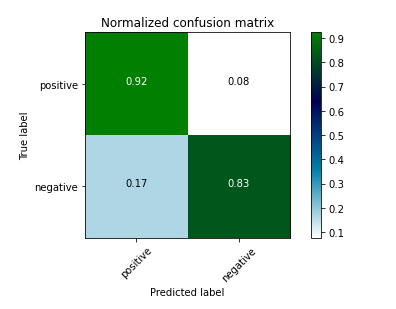 Normalized confusion matrix
True label
positive
0.92
0.08
negative
0.17
0.83
positive
negative
Predicted label
0.9
0.8
0.7
0.6
0.5
0.4
0.3
0.2
0.1